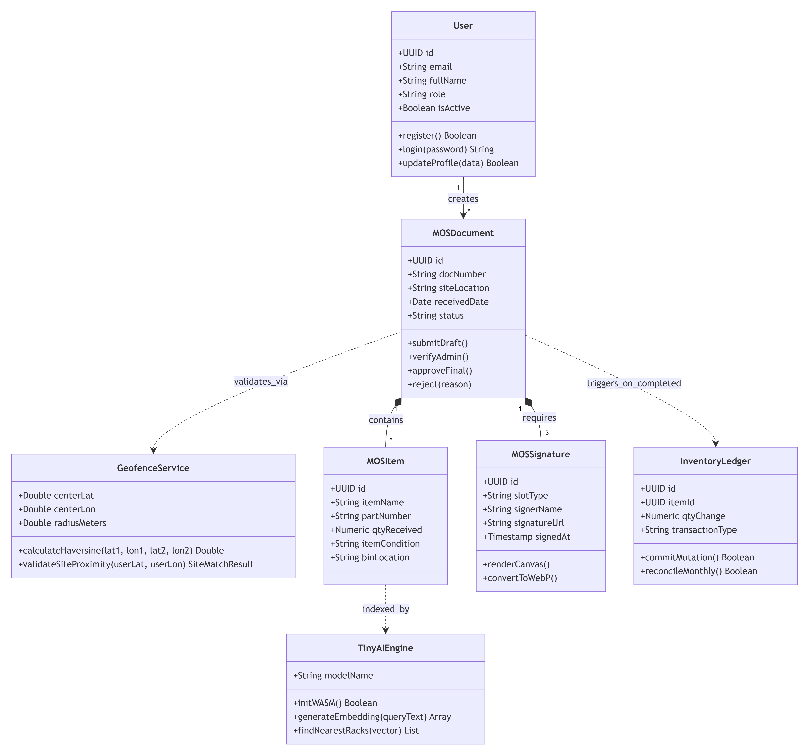 User
+UUID id
+String email
+String fullName
+String role
+Boolean isActive
+register() Boolean
+login(password) String
+updateProfile(data) Boolean
1
creates
*
MOSDocument
+UUID id
+String docNumber
+String siteLocation
+Date receivedDate
+String status
+submitDraft()
+verifyAdmin()
+approveFinal()
+reject(reason)
validates_via
triggers_on_completed
contains
*
1
requires
3
GeofenceService
+Double centerLat
+Double centerLon
+Double radiusMeters
+calculateHaversine(lat1, lon1, lat2, lon2) Double
+validateSiteProximity(userLat, userLon) SiteMatchResult
MOSItem
+UUID id
+String itemName
+String partNumber
+Numeric qtyReceived
+String itemCondition
+String binLocation
MOSSignature
+UUID id
+String slotType
+String signerName
+String signatureUrl
+Timestamp signedAt
+renderCanvas()
+convertToWebP()
InventoryLedger
+UUID id
+UUID itemId
+Numeric qtyChange
+String transactionType
+commitMutation() Boolean
+reconcileMonthly() Boolean
indexed_by
TinyAIEngine
+String modelName
+initWASM() Boolean
+generateEmbedding(queryText) Array
+findNearestRacks(vector) List